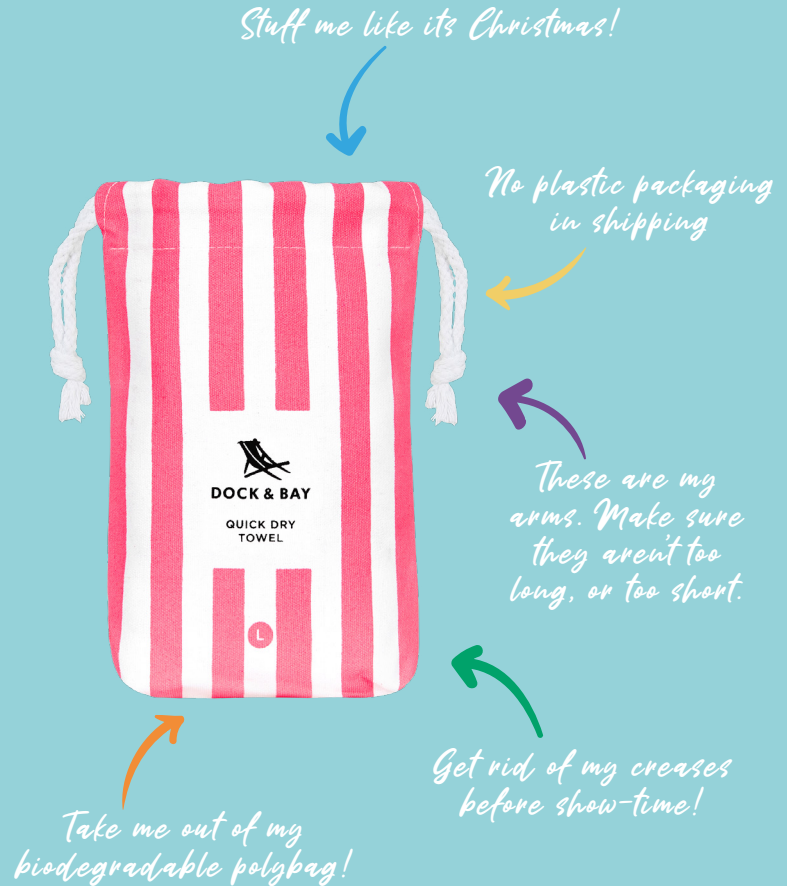 Stuff me like its Christmas!
No plastic packaging
in shipping
DOCK & BAY
QUICK DRY
TOWEL
These are my
arms. Make sure
they aren't too
long, or too short.
L
Get rid of my creases
before show-time!
Take me out of my
biodegradable polybag!